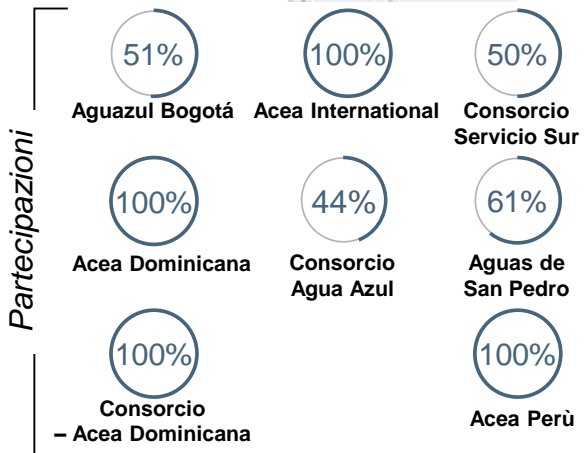 Partecipazioni
51%
Aguazul Bogotá
100%
Acea International
50%
Consorcio
Servicio Sur
100%
Acea Dominicana
44%
Consorcio
Agua Azul
61%
Aguas de
San Pedro
100%
Consorcio
– Acea Dominicana
100%
Acea Perù